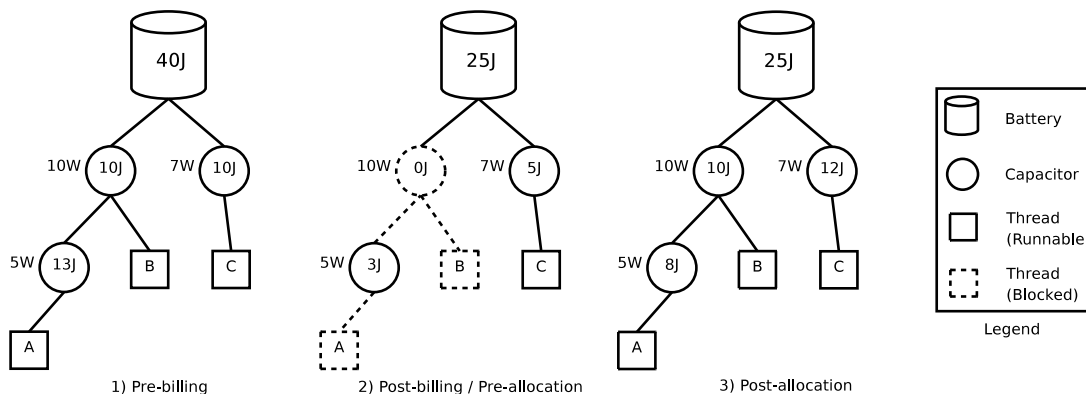 40J
25J
25J
Battery
10W
10J
7W
10J
10W
0J
7W
5J
10W
10J
7W
12J
Capacitor
Thread
(Runnable
5W
13J
B
C
5W
3J
B
C
5W
8J
B
C
Thread
(Blocked)
Legend
A
A
A
1) Pre-billing
2) Post-billing / Pre-allocation
3) Post-allocation